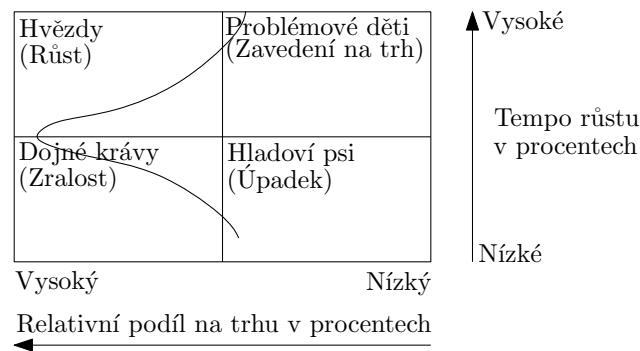 Hvězdy
(Růst)
Problémové děti
(Zavedení na trh)
Dojné krávy
(Zralost)
Hladoví psi
(Úpadek)
Vysoký
Nízký
Relativní podíl na trhu v procentech
Vysoké
Tempo růstu
v procentech
Nízké